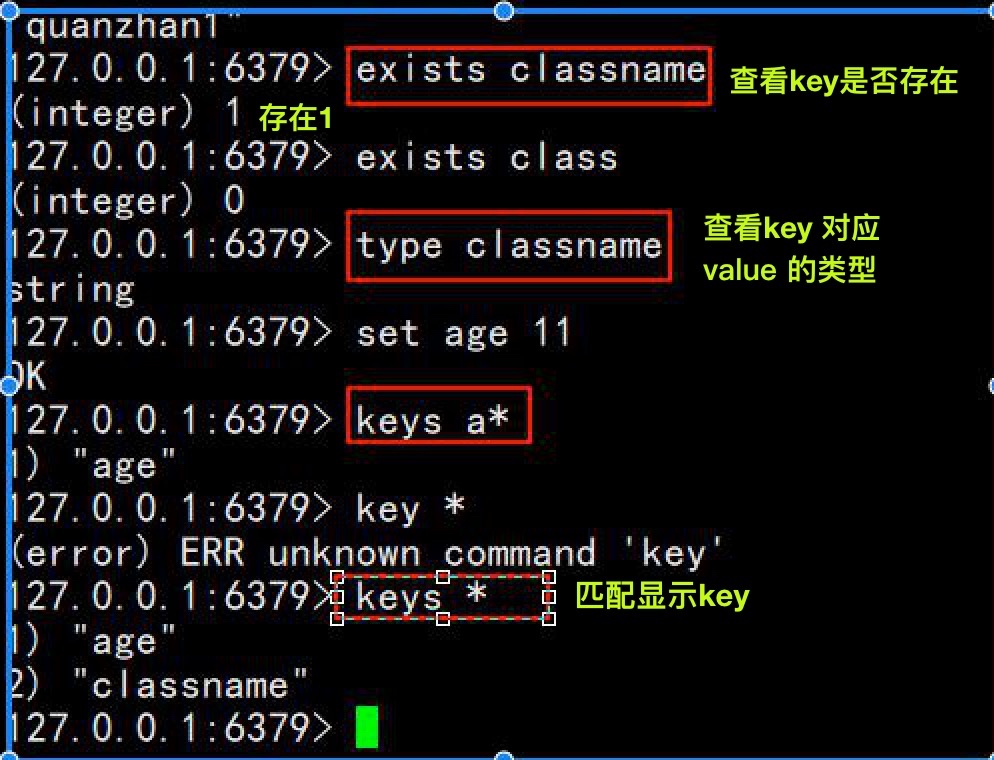 "quanzhan1"
127.0.0.1:6379> exists classname 查看key是否存在
(integer) 1 存在1
127.0.0.1:6379> exists class
(integer) 0
127.0.0.1:6379> type classname 查看key 对应
value 的类型
string
127.0.0.1:6379> set age 11
OK
127.0.0.1:6379> keys a*
1) "age"
127.0.0.1:6379> key *
(error) ERR unknown command 'key'
127.0.0.1:6379> keys * 匹配显示key
1) "age"
2) "classname"
127.0.0.1:6379>